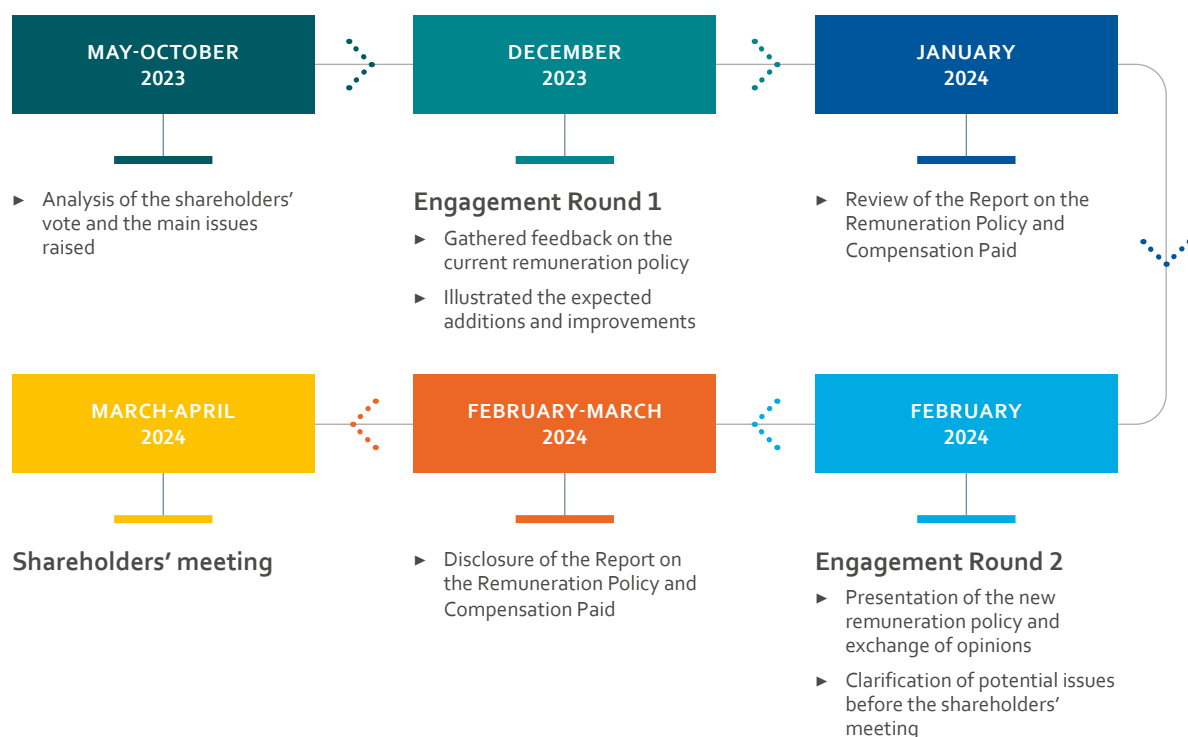 MAY-OCTOBER
2023
► Analysis of the shareholders’
vote and the main issues
raised
DECEMBER
2023
Engagement Round 1
► Gathered feedback on the
current remuneration policy
► Illustrated the expected
additions and improvements
JANUARY
2024
► Review of the Report on the
Remuneration Policy and
Compensation Paid
FEBRUARY
2024
Engagement Round 2
► Presentation of the new
remuneration policy and
exchange of opinions
► Clarification of potential issues
before the shareholders’
meeting
FEBRUARY-MARCH
2024
► Disclosure of the Report on
the Remuneration Policy and
Compensation Paid
MARCH-APRIL
2024
Shareholders’ meeting